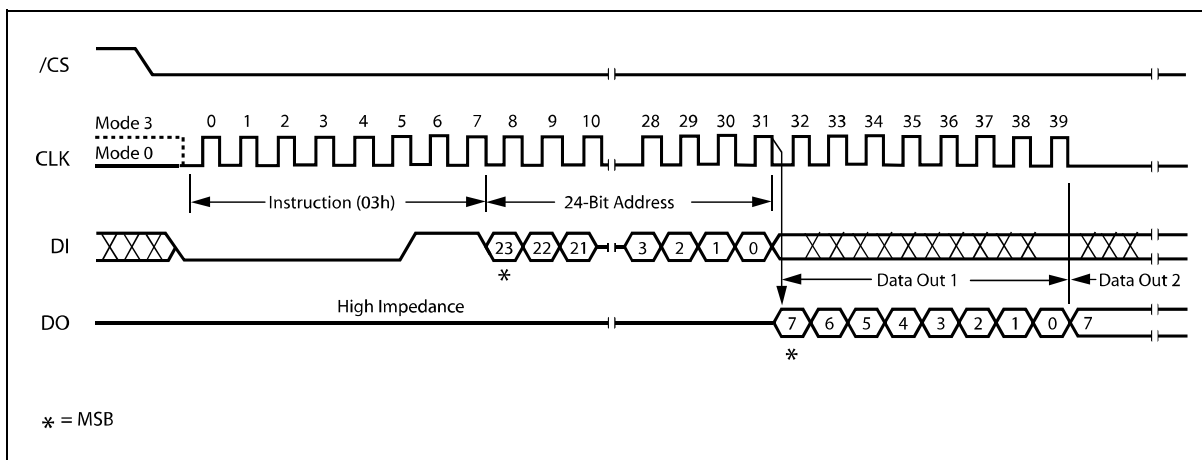 /CS
Mode 3
0 1 2 3 4 5 6 7 8 9 10 28 29 30 31 32 33 34 35 36 37 38 39
CLK
Mode 0
Instruction (03h) 24-Bit Address
DI
23 22 21 3 2 1 0
*
Data Out 1 Data Out 2
High Impedance
DO
7 6 5 4 3 2 1 0 7
*
* = MSB